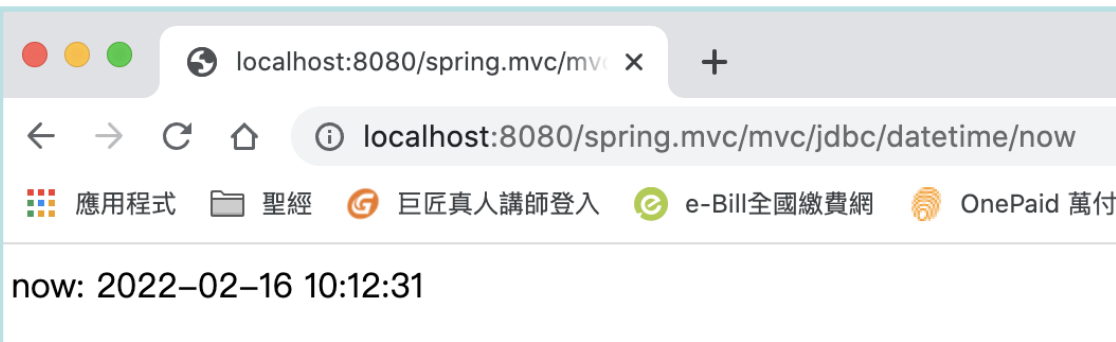 localhost:8080/spring.mvc/mv
localhost:8080/spring.mvc/mvc/jdbc/datetime/now
應用程式 聖經 巨匠真人講師登入 e-Bill全國繳費網 OnePaid 萬付
now: 2022–02–16 10:12:31